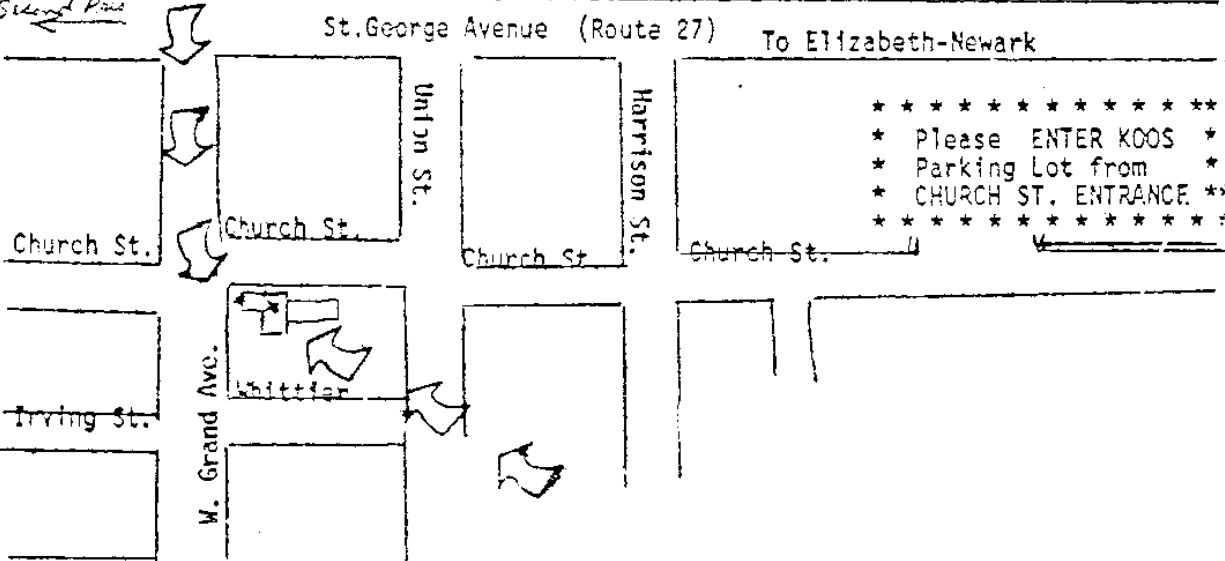 St.George Avenue (Route 27)
To Elizabeth-Newark
Union St.
Harrison St.
* * * * * * * * * * * **
* Please ENTER KOOS *
* Parking Lot from *
* CHURCH ST. ENTRANCE **
* * * * * * * * * * * * *
Church St.
Church St.
Church St
Church St.
W. Grand Ave.
Whittier
Irving St.